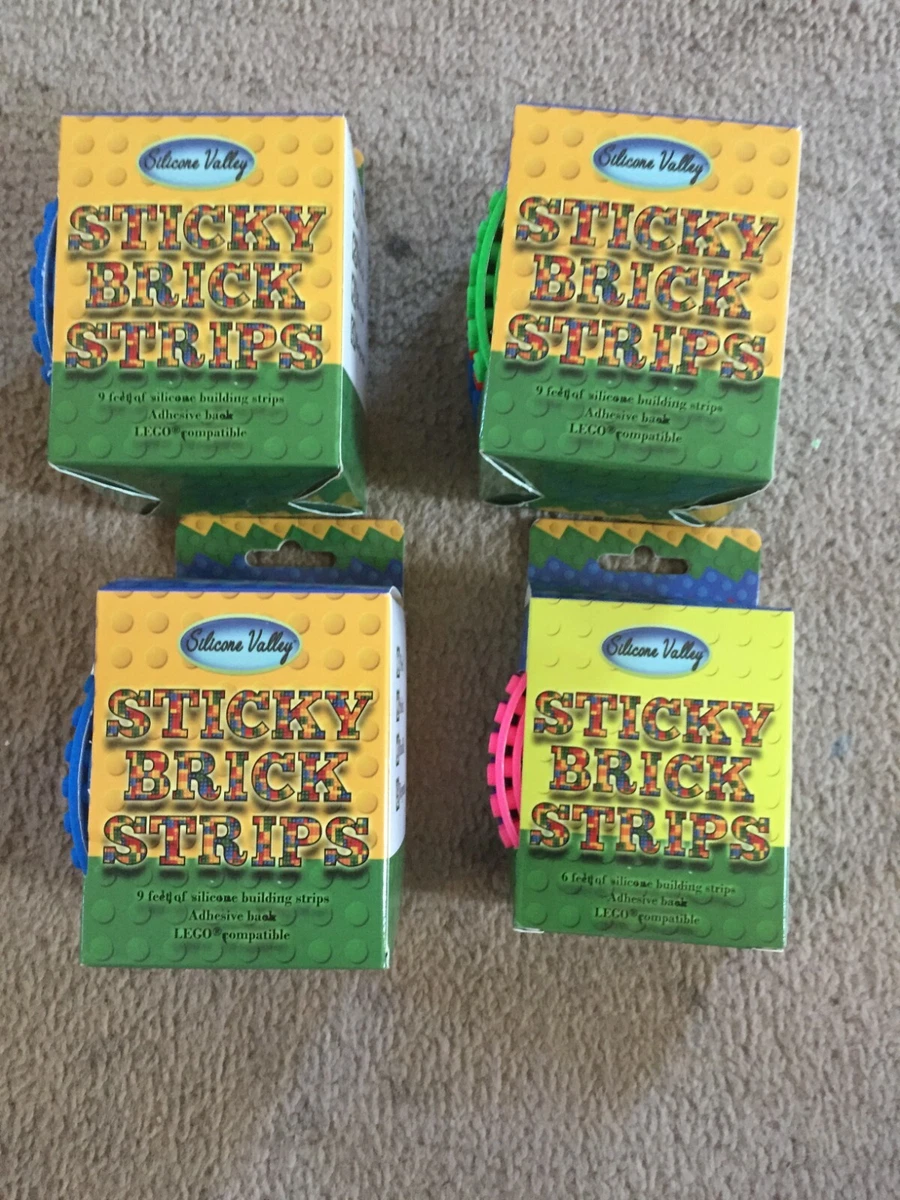 Silicone Valley
STICKY
BRICK
STRIPS
9 feet of silicone building strips
Adhesive back
LEGO® compatible
Silicone Valley
STICKY
BRICK
STRIPS
9 feet of silicone building strips
Adhesive back
LEGO® compatible
Silicone Valley
STICKY
BRICK
STRIPS
9 feet of silicone building strips
Adhesive back
LEGO® compatible
Silicone Valley
STICKY
BRICK
STRIPS
6 feet of silicone building strips
Adhesive back
LEGO® compatible